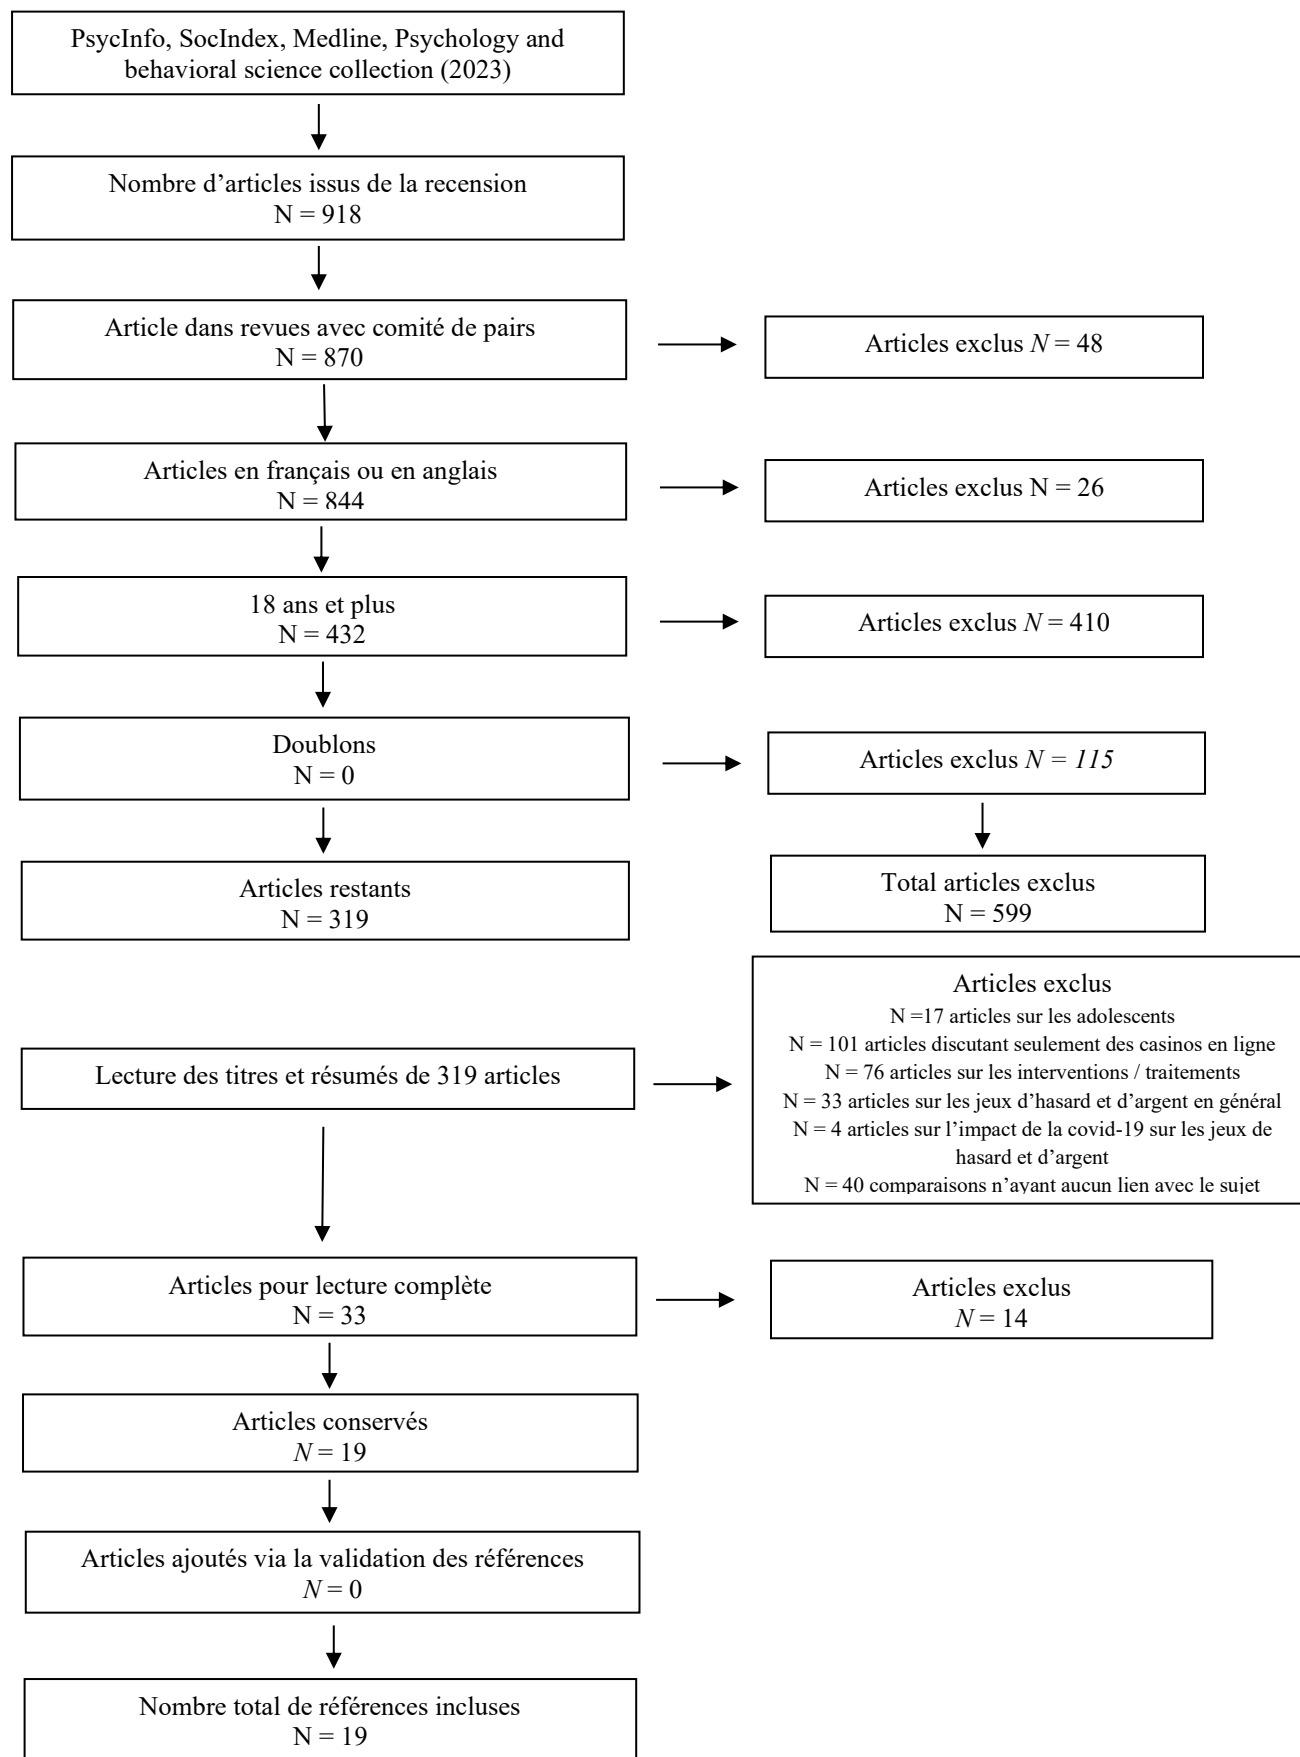 PsycInfo, SocIndex, Medline, Psychology and
behavioral science collection (2023)
Nombre d’articles issus de la recension
N = 918
Article dans revues avec comité de pairs
N = 870
Articles exclus N = 48
Articles en français ou en anglais
N = 844
Articles exclus N = 26
18 ans et plus
N = 432
Articles exclus N = 410
Doublons
N = 0
Articles exclus N = 115
Articles restants
N = 319
Total articles exclus
N = 599
Lecture des titres et résumés de 319 articles
Articles exclus
N =17 articles sur les adolescents
N = 101 articles discutant seulement des casinos en ligne
N = 76 articles sur les interventions / traitements
N = 33 articles sur les jeux d’hasard et d’argent en général
N = 4 articles sur l’impact de la covid-19 sur les jeux de
hasard et d’argent
N = 40 comparaisons n’ayant aucun lien avec le sujet
Articles pour lecture complète
N = 33
Articles exclus
N = 14
Articles conservés
N = 19
Articles ajoutés via la validation des références
N = 0
Nombre total de références incluses
N = 19